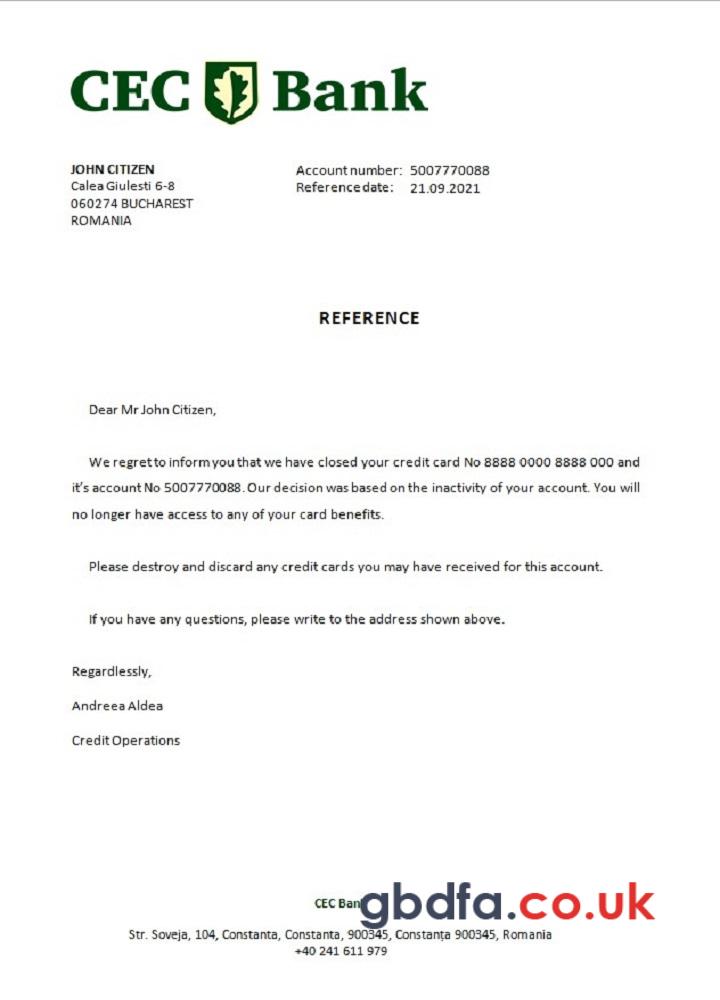 CEC Bank
JOHN CITIZEN
Calea Giulesti 6-8
060274 BUCHAREST
ROMANIA
Account number: 5007770088
Reference date: 21.09.2021
REFERENCE
Dear Mr John Citizen,
We regret to inform you that we have closed your credit card No 8888 0000 8888 000 and
it's account No 5007770088. Our decision was based on the inactivity of your account. You will
no longer have access to any of your card benefits.
Please destroy and discard any credit cards you may have received for this account.
If you have any questions, please write to the address shown above.
Regardlessly,
Andreea Aldea
Credit Operations
CEC Ban
gbdfa.co.uk
Str. Soveja, 104, Constanta, Constanta, 900345, Constanța 900345, Romania
+40 241 611 979